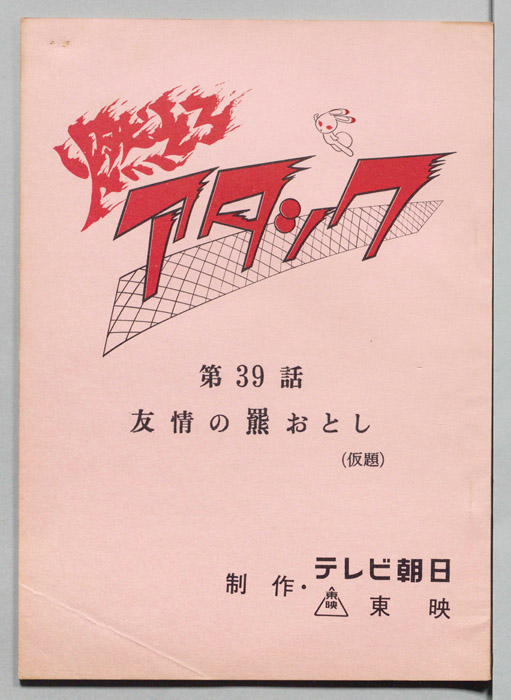 燃えろ
アタック
第39話
友情の羆おとし
(仮題)
制作・テレビ朝日
東映 東映